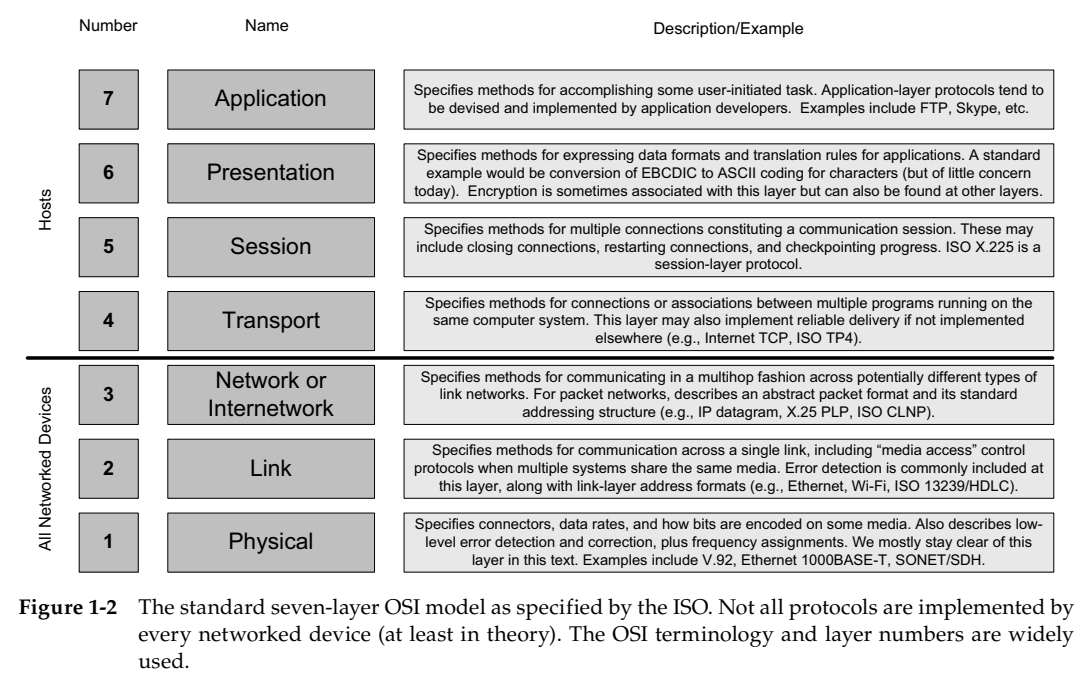 Number Name Description/Example
7 Application Specifies methods for accomplishing some user-initiated task. Application-layer protocols tend to
be devised and implemented by application developers. Examples include FTP, Skype, etc.
6 Presentation Specifies methods for expressing data formats and translation rules for applications. A standard
example would be conversion of EBCDIC to ASCII coding for characters (but of little concern
today). Encryption is sometimes associated with this layer but can also be found at other layers.
Hosts
5 Session Specifies methods for multiple connections constituting a communication session. These may
include closing connections, restarting connections, and checkpointing progress. ISO X.225 is a
session-layer protocol.
4 Transport Specifies methods for connections or associations between multiple programs running on the
same computer system. This layer may also implement reliable delivery if not implemented
elsewhere (e.g., Internet TCP, ISO TP4).
3 Network or
Internetwork
Specifies methods for communicating in a multihop fashion across potentially different types of
link networks. For packet networks, describes an abstract packet format and its standard
addressing structure (e.g., IP datagram, X.25 PLP, ISO CLNP).
All Networked Devices
2 Link Specifies methods for communication across a single link, including “media access” control
protocols when multiple systems share the same media. Error detection is commonly included at
this layer, along with link-layer address formats (e.g., Ethernet, Wi-Fi, ISO 13239/HDLC).
1 Physical Specifies connectors, data rates, and how bits are encoded on some media. Also describes low-
level error detection and correction, plus frequency assignments. We mostly stay clear of this
layer in this text. Examples include V.92, Ethernet 1000BASE-T, SONET/SDH.
Figure 1-2 The standard seven-layer OSI model as specified by the ISO. Not all protocols are implemented by
every networked device (at least in theory). The OSI terminology and layer numbers are widely
used.